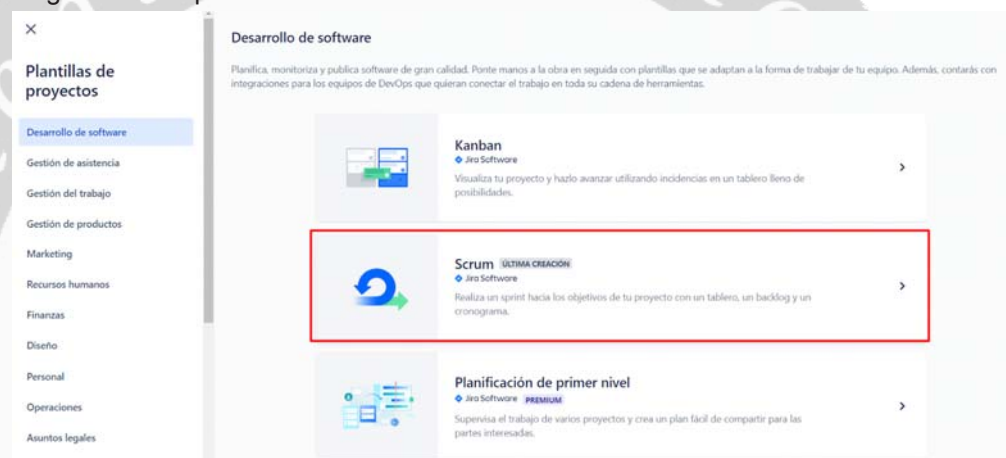 Plantillas de
proyectos
Desarrollo de software
Gestión de asistencia
Gestión del trabajo
Gestión de productos
Marketing
Recursos humanos
Finanzas
Diseño
Personal
Operaciones
Asuntos legales
Desarrollo de software
Planifica, monitoriza y publica software de gran calidad. Ponte manos a la obra en seguida con plantillas que se adaptan a la forma de trabajar de tu equipo. Además, contarás con
integraciones para los equipos de DevOps que quieran conectar el trabajo en toda su cadena de herramientas.
Kanban
Jira Software
Visualiza tu proyecto y hazlo avanzar utilizando incidencias en un tablero lleno de
posibilidades.
Scrum ÚLTIMA CREACIÓN
Jira Software
Realiza un sprint hacia los objetivos de tu proyecto con un tablero, un backlog y un
cronograma.
Planificación de primer nivel
Jira Software PREMIUM
Supervisa el trabajo de varios proyectos y crea un plan fácil de compartir para las
partes interesadas.